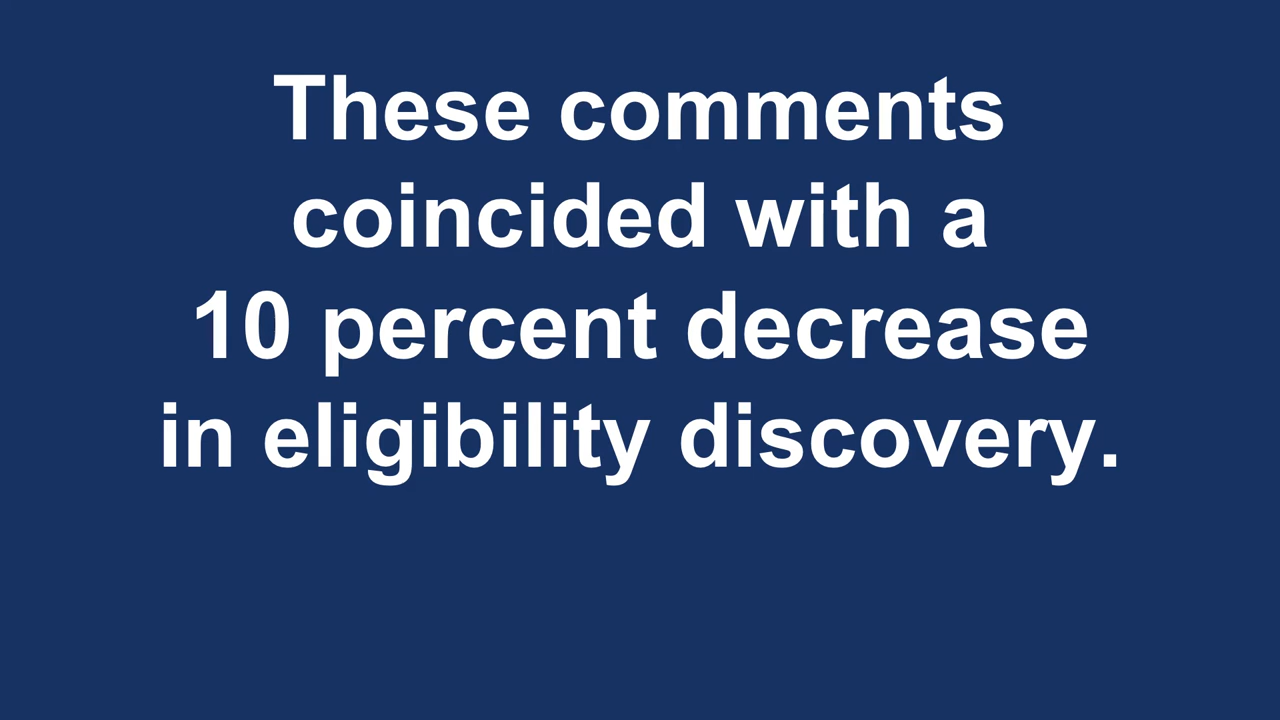 These comments
coincided with a
10 percent decrease
in eligibility discovery.